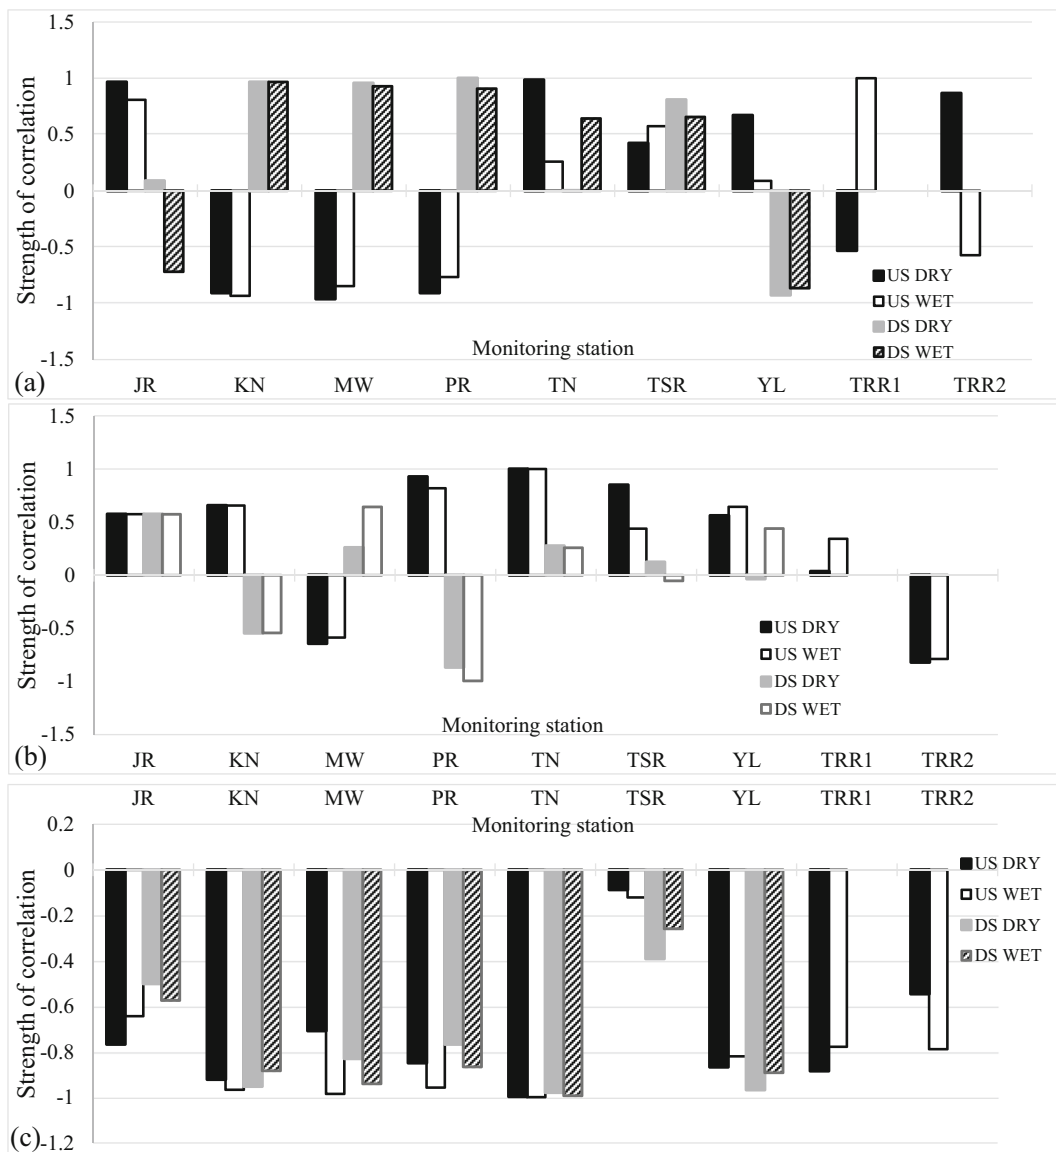 1.5
1
0.5
0
-0.5
-1
-1.5
Strength of correlation
US DRY
US WET
DS DRY
DS WET
Monitoring station
(a)
JR KN MW PR TN TSR YL TRR1 TRR2
1.5
1
0.5
0
-0.5
-1
-1.5
Strength of correlation
US DRY
US WET
DS DRY
DS WET
Monitoring station
(b)
JR KN MW PR TN TSR YL TRR1 TRR2
JR KN MW PR TN TSR YL TRR1 TRR2
Monitoring station
0.2
0
-0.2
-0.4
-0.6
-0.8
-1
-1.2
Strength of correlation
US DRY
US WET
DS DRY
DS WET
(c)